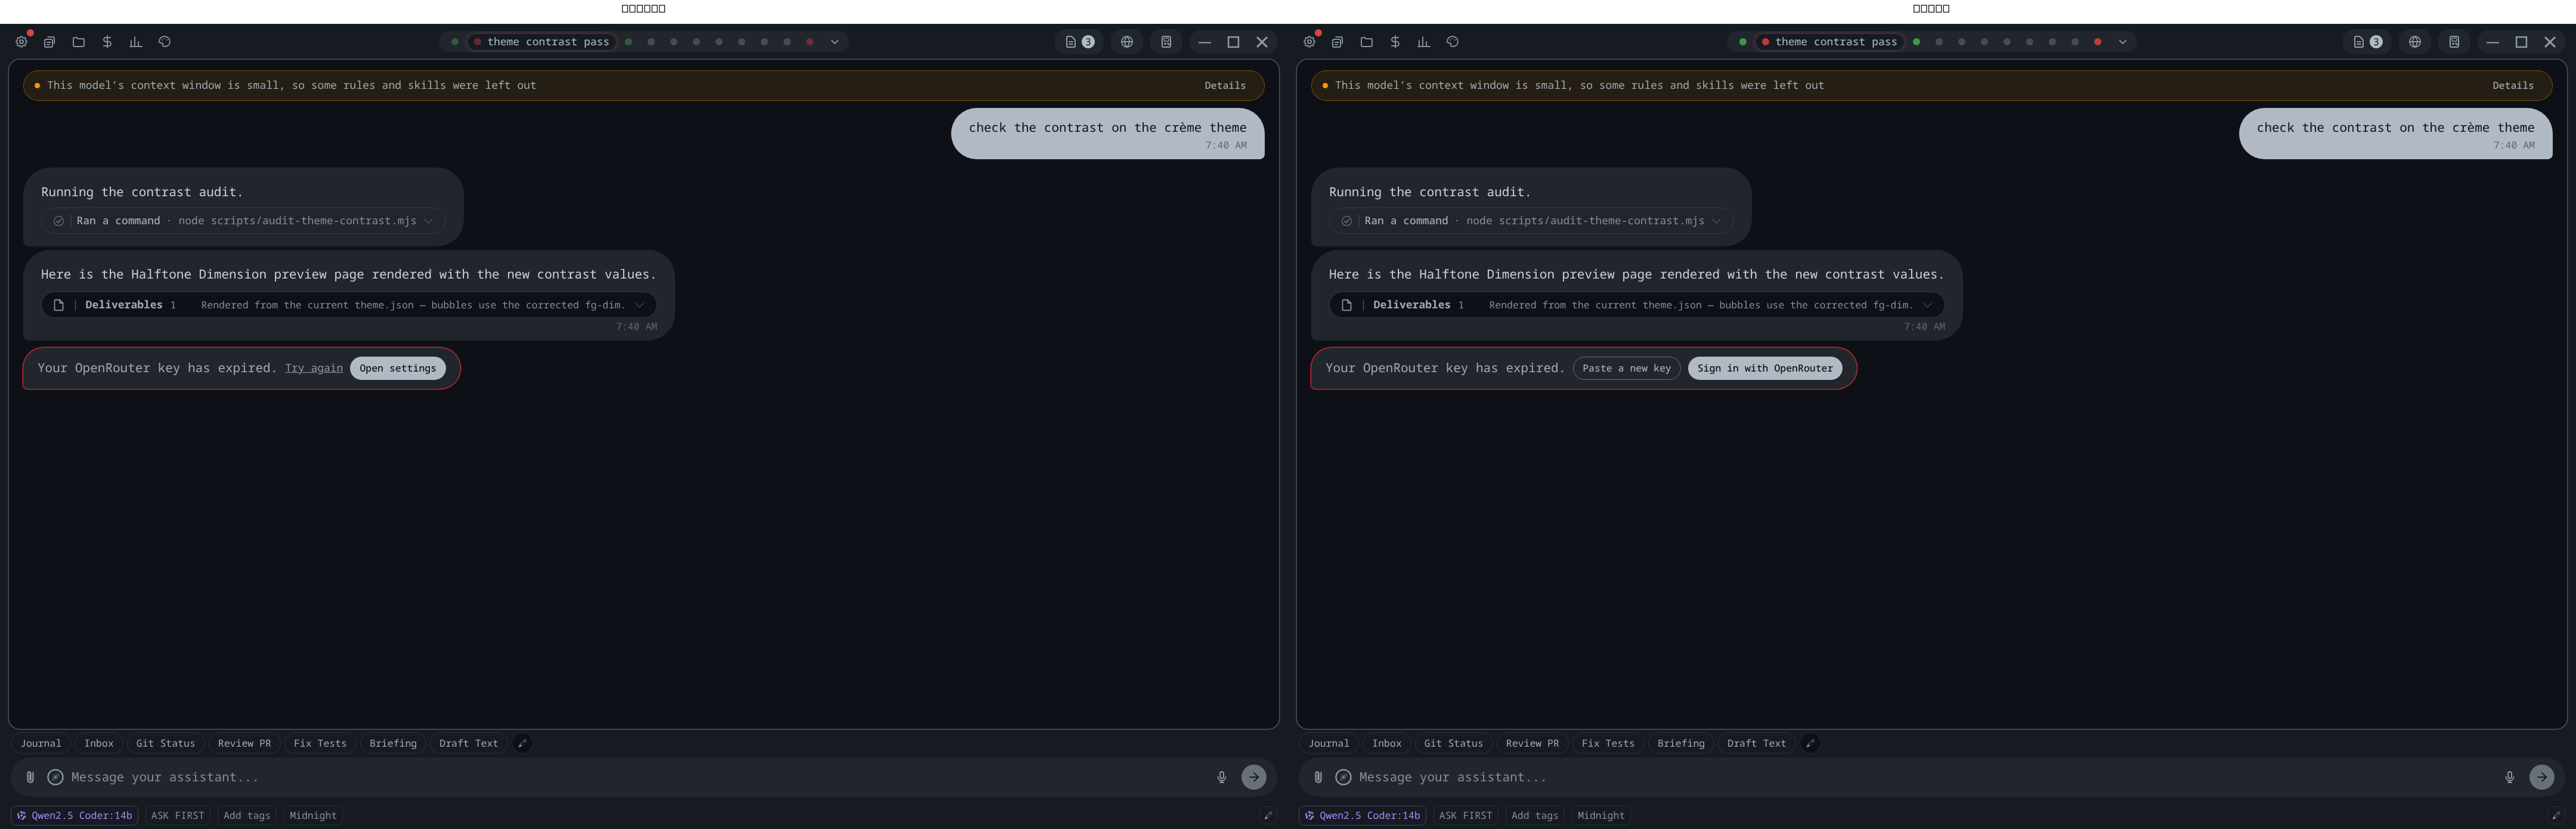 theme contrast pass
3
This model's context window is small, so some rules and skills were left out
Details
check the contrast on the crème theme
7:40 AM
Running the contrast audit.
Ran a command · node scripts/audit-theme-contrast.mjs
Here is the Halftone Dimension preview page rendered with the new contrast values.
Deliverables 1 Rendered from the current theme.json — bubbles use the corrected fg-dim.
7:40 AM
Your OpenRouter key has expired. Try again Open settings
Journal Inbox Git Status Review PR Fix Tests Briefing Draft Text
Message your assistant...
Qwen2.5 Coder:14b ASK FIRST Add tags Midnight
theme contrast pass
3
This model's context window is small, so some rules and skills were left out
Details
check the contrast on the crème theme
7:40 AM
Running the contrast audit.
Ran a command · node scripts/audit-theme-contrast.mjs
Here is the Halftone Dimension preview page rendered with the new contrast values.
Deliverables 1 Rendered from the current theme.json — bubbles use the corrected fg-dim.
7:40 AM
Your OpenRouter key has expired. Paste a new key Sign in with OpenRouter
Journal Inbox Git Status Review PR Fix Tests Briefing Draft Text
Message your assistant...
Qwen2.5 Coder:14b ASK FIRST Add tags Midnight